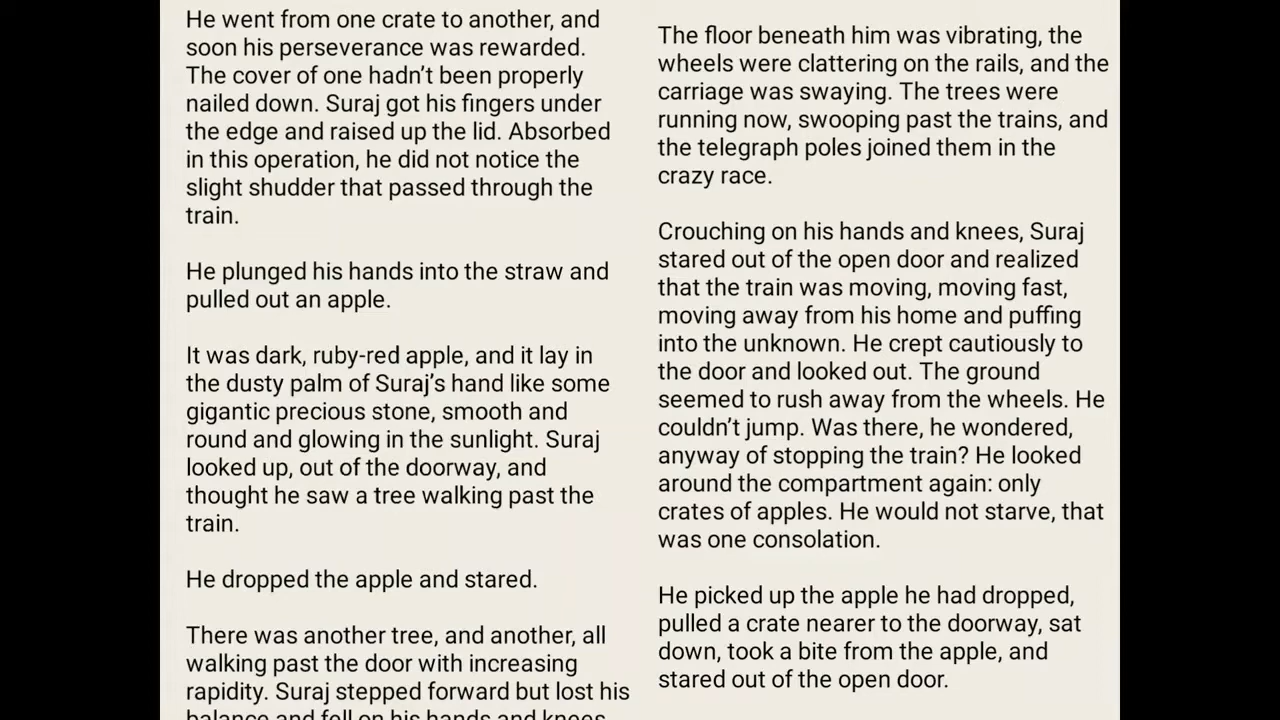 He went from one crate to another, and
soon his perseverance was rewarded.
The cover of one hadn’t been properly
nailed down. Suraj got his fingers under
the edge and raised up the lid. Absorbed
in this operation, he did not notice the
slight shudder that passed through the
train.
He plunged his hands into the straw and
pulled out an apple.
It was dark, ruby-red apple, and it lay in
the dusty palm of Suraj’s hand like some
gigantic precious stone, smooth and
round and glowing in the sunlight. Suraj
looked up, out of the doorway, and
thought he saw a tree walking past the
train.
He dropped the apple and stared.
There was another tree, and another, all
walking past the door with increasing
rapidity. Suraj stepped forward but lost his
balance and fell on his hands and knees
The floor beneath him was vibrating, the
wheels were clattering on the rails, and the
carriage was swaying. The trees were
running now, swooping past the trains, and
the telegraph poles joined them in the
crazy race.
Crouching on his hands and knees, Suraj
stared out of the open door and realized
that the train was moving, moving fast,
moving away from his home and puffing
into the unknown. He crept cautiously to
the door and looked out. The ground
seemed to rush away from the wheels. He
couldn’t jump. Was there, he wondered,
anyway of stopping the train? He looked
around the compartment again: only
crates of apples. He would not starve, that
was one consolation.
He picked up the apple he had dropped,
pulled a crate nearer to the doorway, sat
down, took a bite from the apple, and
stared out of the open door.